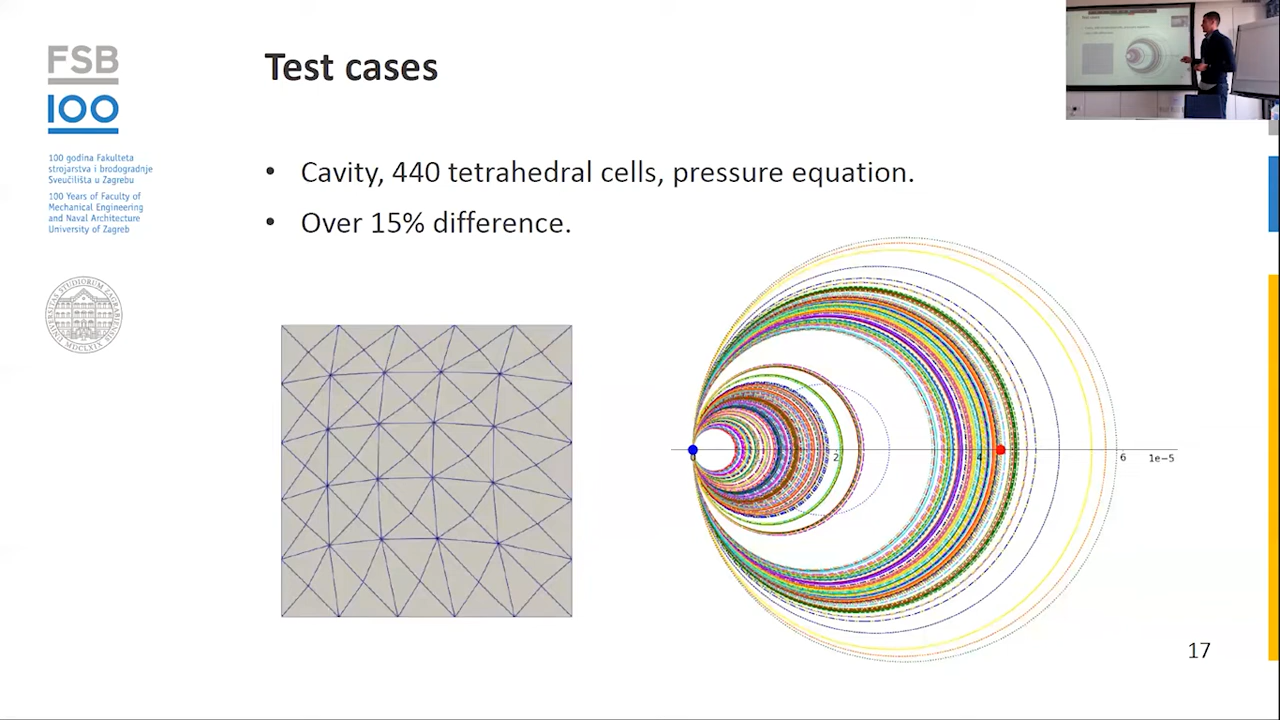 FSB
100
100 godina Fakulteta
strojarstva i brodogradnje
Sveučilišta u Zagrebu
100 Years of Faculty of
Mechanical Engineering
and Naval Architecture
University of Zagreb
Test cases
• Cavity, 440 tetrahedral cells, pressure equation.
• Over 15% difference.
0 2 4 6 1e-5
17